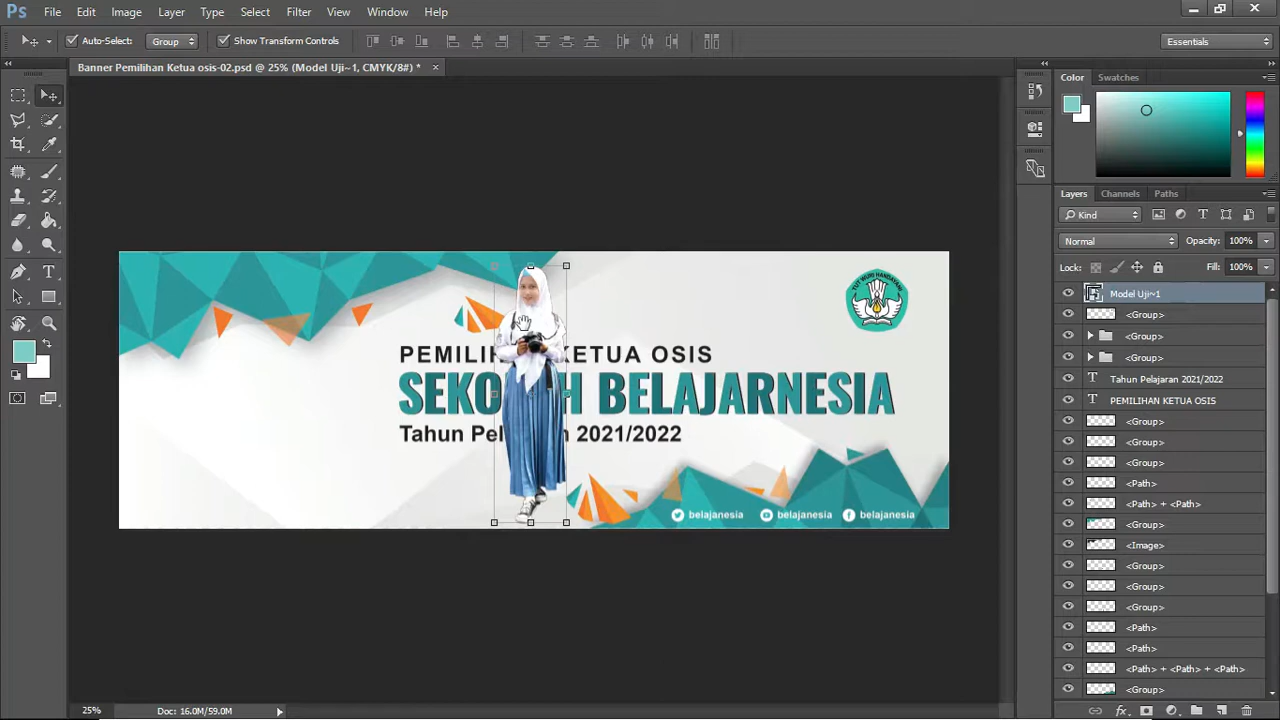 Ps File Edit Image Layer Type Select Filter View Window Help
Auto-Select: Group Show Transform Controls Essentials
Banner Pemilihan Ketua osis-02.psd @ 25% (Model Uji~1, CMYK/8#) *
Color Swatches
Layers Channels Paths
Kind
Normal Opacity: 100%
Lock: Fill: 100%
Model Uji~1
<Group>
<Group>
<Group>
Tahun Pelajaran 2021/2022
PEMILIHAN KETUA OSIS
<Group>
<Group>
<Group>
<Path>
<Path> + <Path>
<Group>
<Image>
<Group>
<Group>
<Group>
<Path>
<Path>
<Path> + <Path> + <Path>
<Group>
TUT WURI HANDAYANI
PEMILIH KETUA OSIS
SEKO H BELAJARNESIA
Tahun Pel n 2021/2022
belajanesia belajanesia belajanesia
25% Doc: 16.0M/59.0M